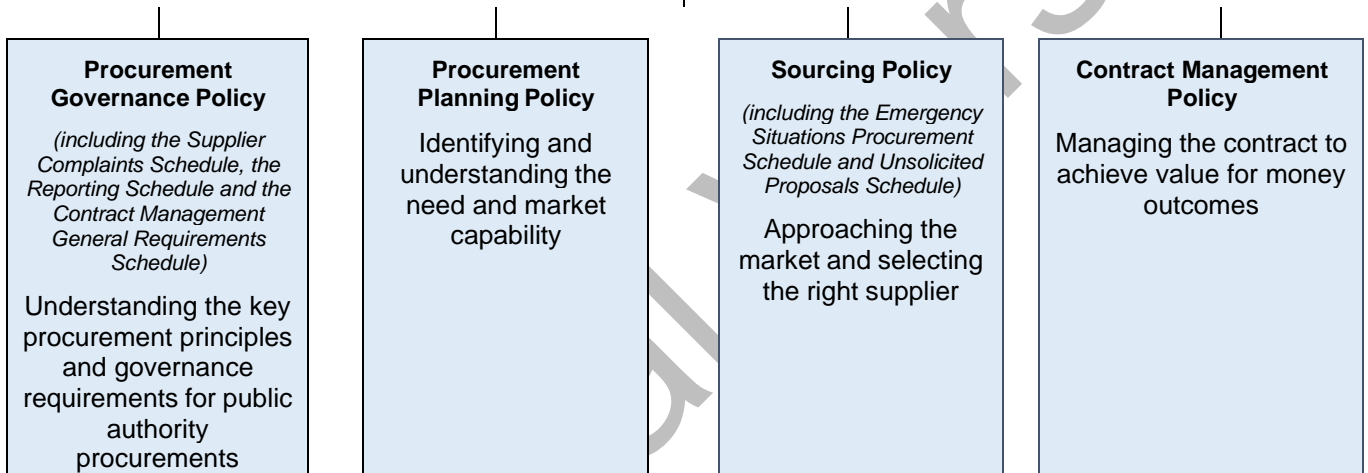 Procurement
Governance Policy
(including the Supplier
Complaints Schedule, the
Reporting Schedule and the
Contract Management
General Requirements
Schedule)
Understanding the key
procurement principles
and governance
requirements for public
authority
procurements
Procurement
Planning Policy
Identifying and
understanding the
need and market
capability
Sourcing Policy
(including the Emergency
Situations Procurement
Schedule and Unsolicited
Proposals Schedule)
Approaching the
market and selecting
the right supplier
Contract Management
Policy
Managing the contract to
achieve value for money
outcomes